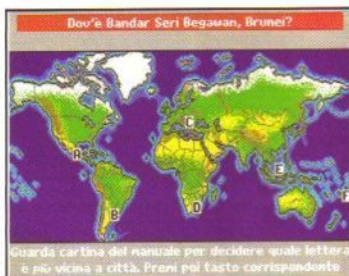 Dov'è Bandar Seri Begawan, Brunei?
A
C
E
F
B
D
Guarda cartina del manuale per decidere quale lettera
è più vicina a città. Premi poi tasto corrispondente